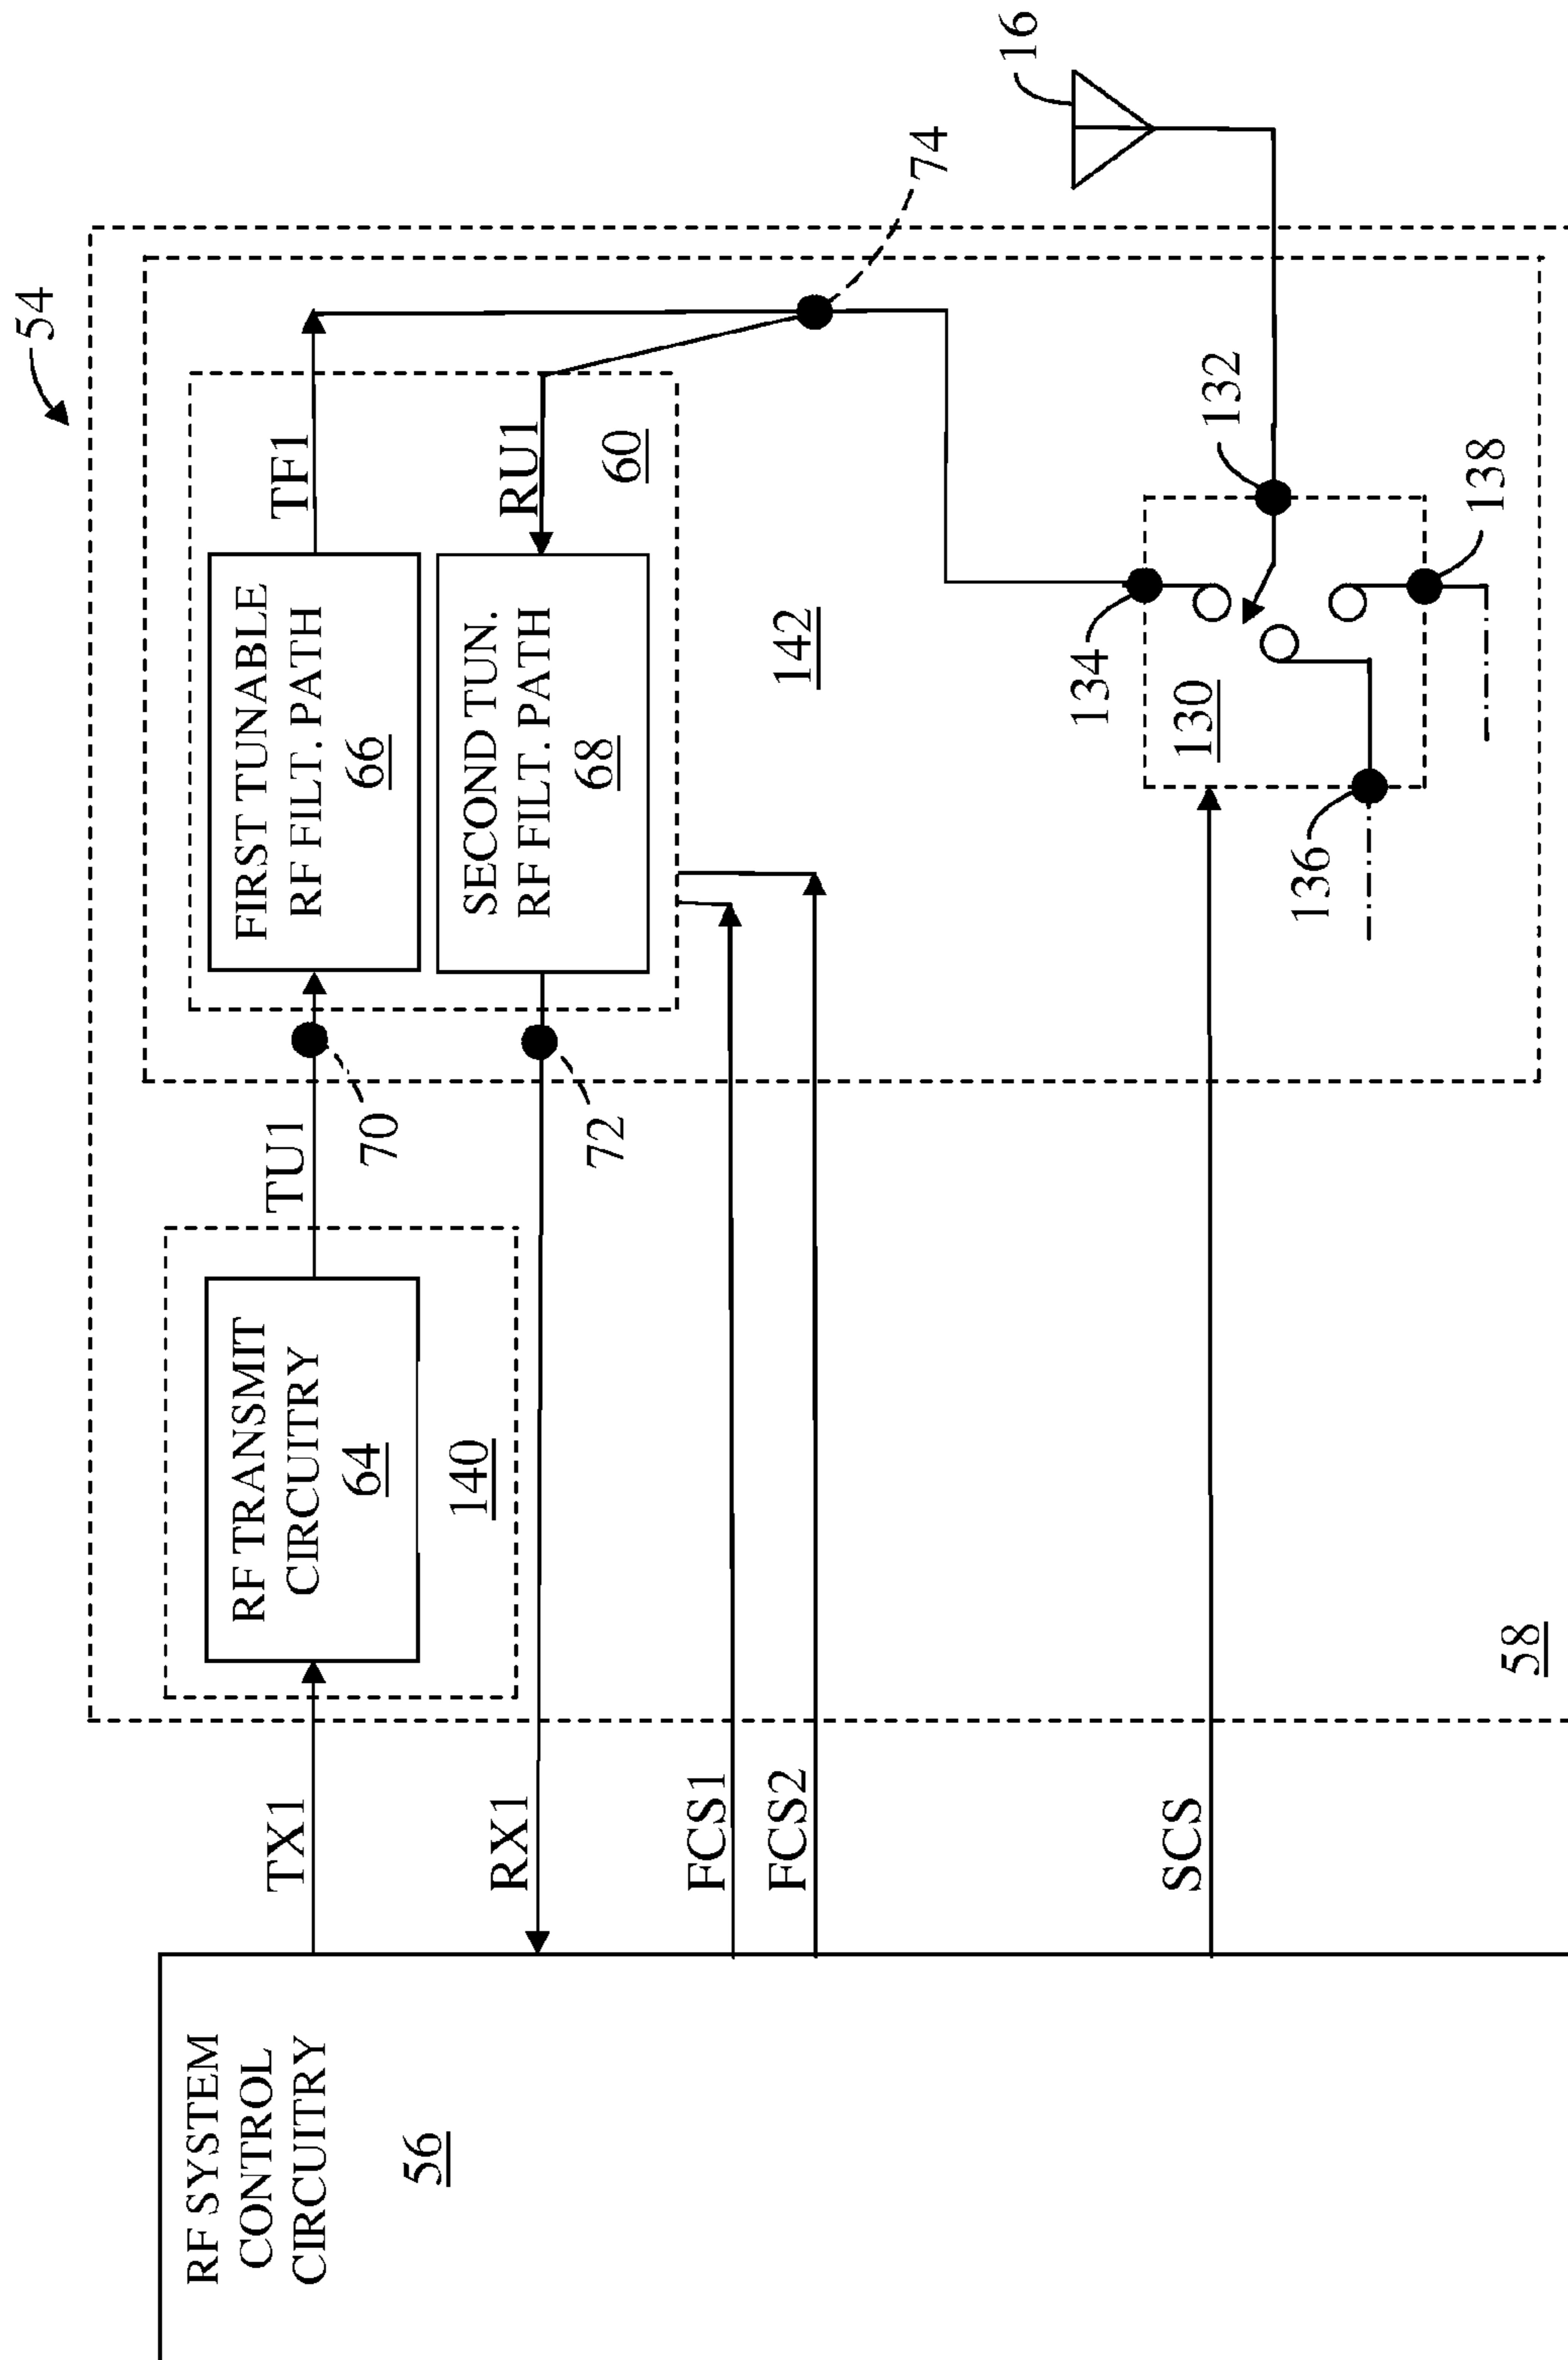 54
RF SYSTEM
CONTROL
CIRCUITRY
56
TX1
RF TRANSMIT
CIRCUITRY
64
140
TU1
70
FIRST TUNABLE
RF FILT. PATH
66
TF1
RX1
72
SECOND TUN.
RF FILT. PATH
68
RU1
60
FCS1
FCS2
142
74
16
SCS
134
130
132
136
138
58